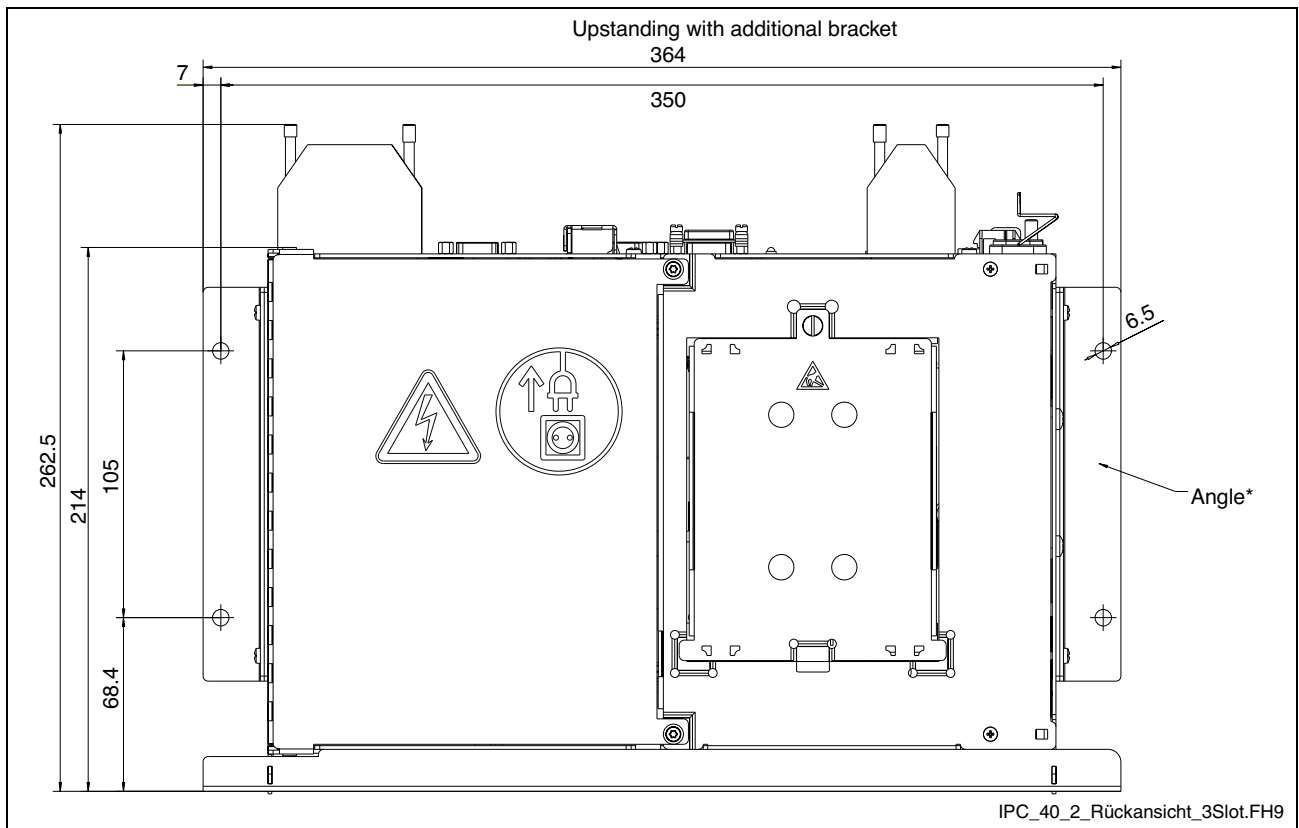 Upstanding with additional bracket
364
7
350
6.5
262.5
214
105
Angle*
68.4
IPC_40_2_Rückansicht_3Slot.FH9